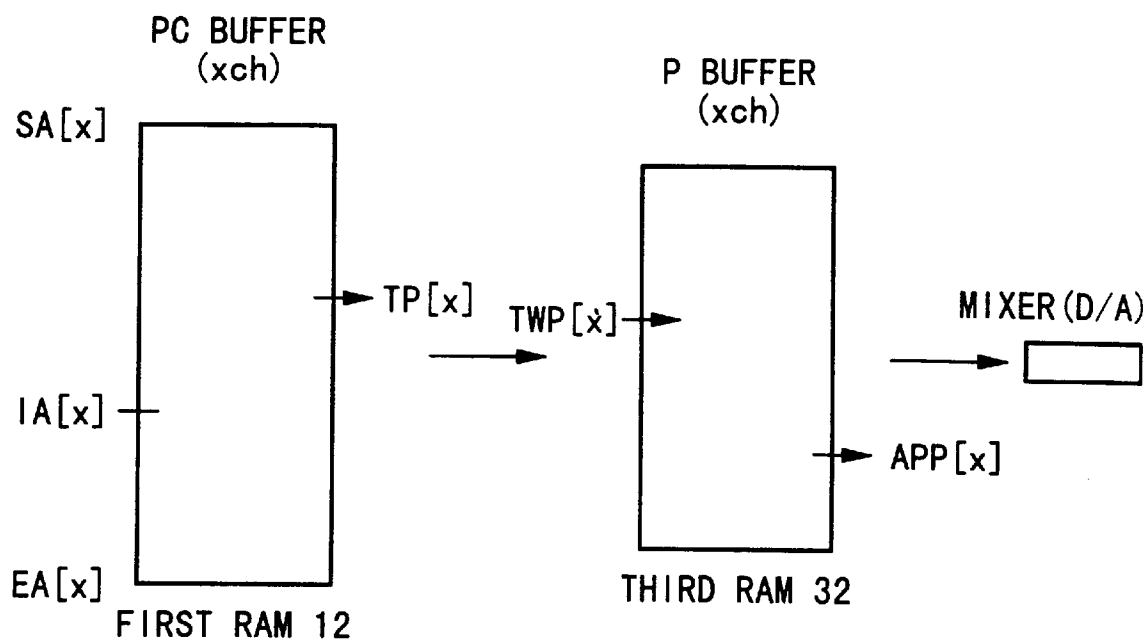 PC BUFFER
(xch)
P BUFFER
(xch)
SA[x]
TP[x]
TWP[x]
MIXER(D/A)
IA[x]
APP[x]
EA[x]
THIRD RAM 32
FIRST RAM 12